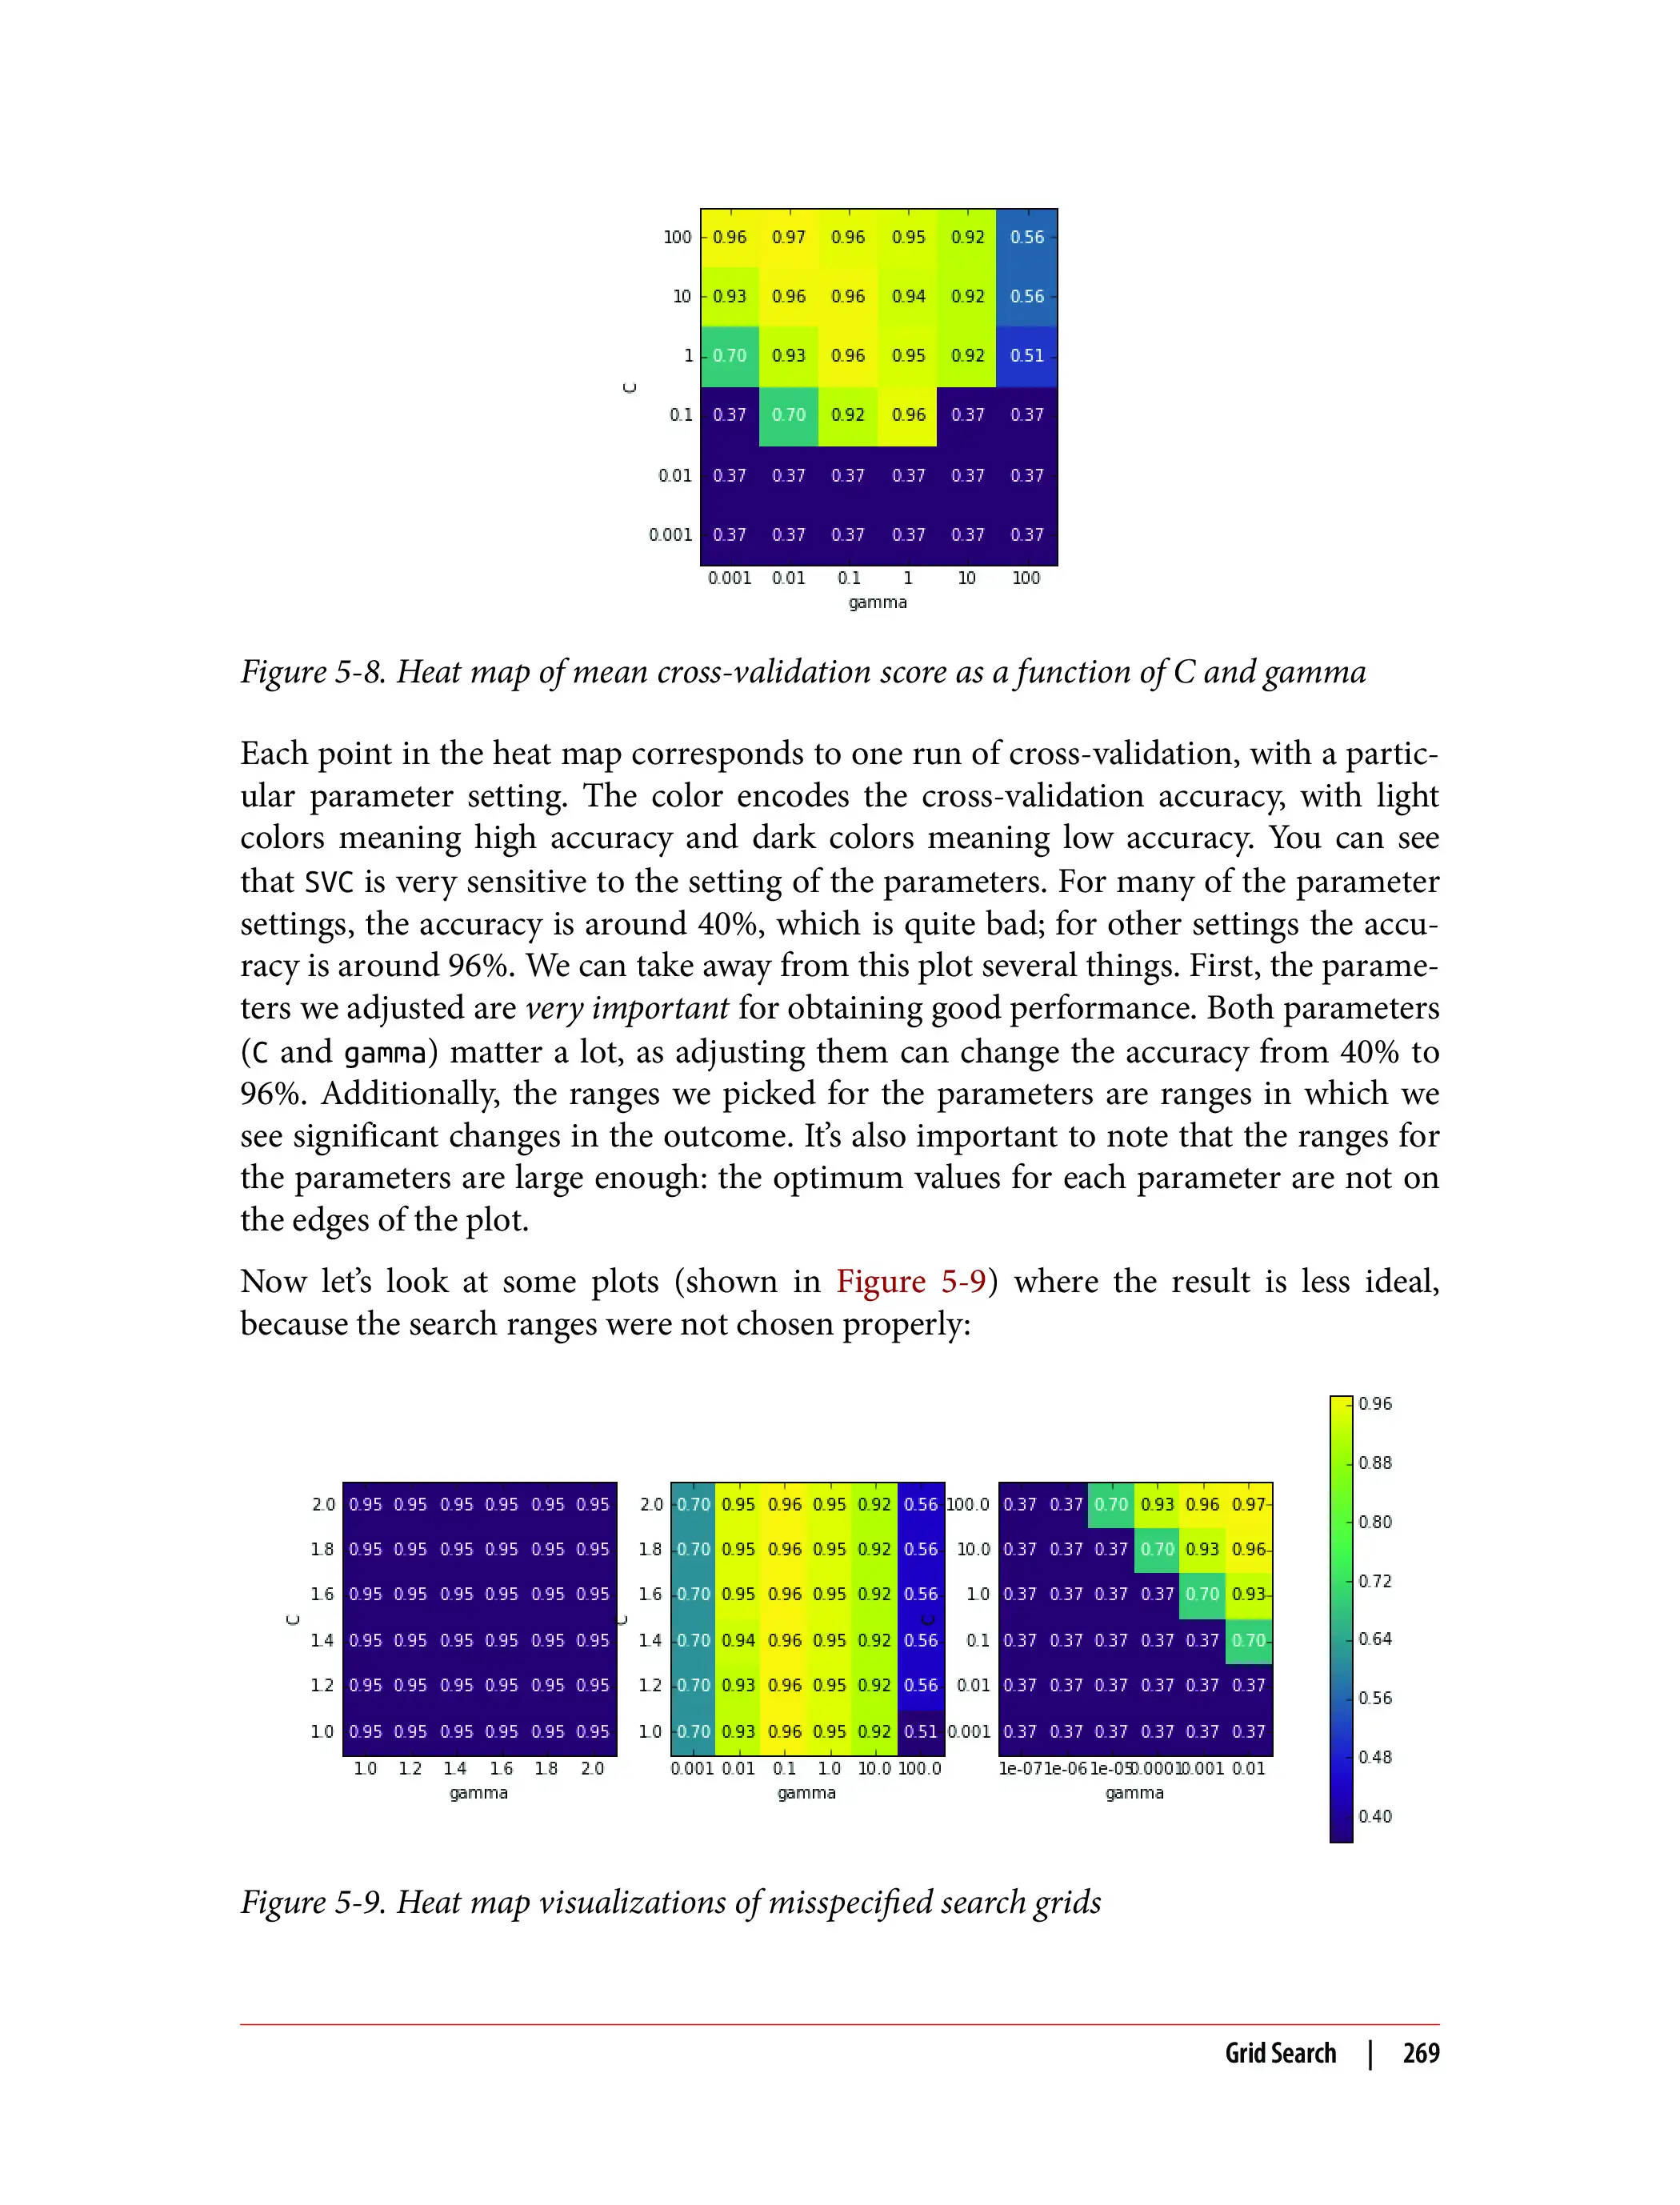 100 0.96 0.97 0.96 0.95 0.92 0.56
10 0.93 0.96 0.96 0.94 0.92 0.56
1 0.70 0.93 0.96 0.95 0.92 0.51
C
0.1 0.37 0.70 0.92 0.96 0.37 0.37
0.01 0.37 0.37 0.37 0.37 0.37 0.37
0.001 0.37 0.37 0.37 0.37 0.37 0.37
0.001 0.01 0.1 1 10 100
gamma
Figure 5-8. Heat map of mean cross-validation score as a function of C and gamma
Each point in the heat map corresponds to one run of cross-validation, with a partic-
ular parameter setting. The color encodes the cross-validation accuracy, with light
colors meaning high accuracy and dark colors meaning low accuracy. You can see
that SVC is very sensitive to the setting of the parameters. For many of the parameter
settings, the accuracy is around 40%, which is quite bad; for other settings the accu-
racy is around 96%. We can take away from this plot several things. First, the parame-
ters we adjusted are very important for obtaining good performance. Both parameters
(C and gamma) matter a lot, as adjusting them can change the accuracy from 40% to
96%. Additionally, the ranges we picked for the parameters are ranges in which we
see significant changes in the outcome. It's also important to note that the ranges for
the parameters are large enough: the optimum values for each parameter are not on
the edges of the plot.
Now let's look at some plots (shown in Figure 5-9) where the result is less ideal,
because the search ranges were not chosen properly:
2.0 0.95 0.95 0.95 0.95 0.95 0.95
1.8 0.95 0.95 0.95 0.95 0.95 0.95
1.6 0.95 0.95 0.95 0.95 0.95 0.95
C
1.4 0.95 0.95 0.95 0.95 0.95 0.95
1.2 0.95 0.95 0.95 0.95 0.95 0.95
1.0 0.95 0.95 0.95 0.95 0.95 0.95
1.0 1.2 1.4 1.6 1.8 2.0
gamma
2.0 0.70 0.95 0.96 0.95 0.92 0.56
1.8 0.70 0.95 0.96 0.95 0.92 0.56
1.6 0.70 0.95 0.96 0.95 0.92 0.56
C
1.4 0.70 0.94 0.96 0.95 0.92 0.56
1.2 0.70 0.93 0.96 0.95 0.92 0.56
1.0 0.70 0.93 0.96 0.95 0.92 0.51
0.001 0.01 0.1 1.0 10.0 100.0
gamma
100.0 0.37 0.37 0.70 0.93 0.96 0.97
10.0 0.37 0.37 0.37 0.70 0.93 0.96
1.0 0.37 0.37 0.37 0.37 0.70 0.93
C
0.1 0.37 0.37 0.37 0.37 0.37 0.70
0.01 0.37 0.37 0.37 0.37 0.37 0.37
0.001 0.37 0.37 0.37 0.37 0.37 0.37
1e-07 1e-06 1e-05 0.0001 0.001 0.01
gamma
0.96
0.88
0.80
0.72
0.64
0.56
0.48
0.40
Figure 5-9. Heat map visualizations of misspecified search grids
Grid Search | 269